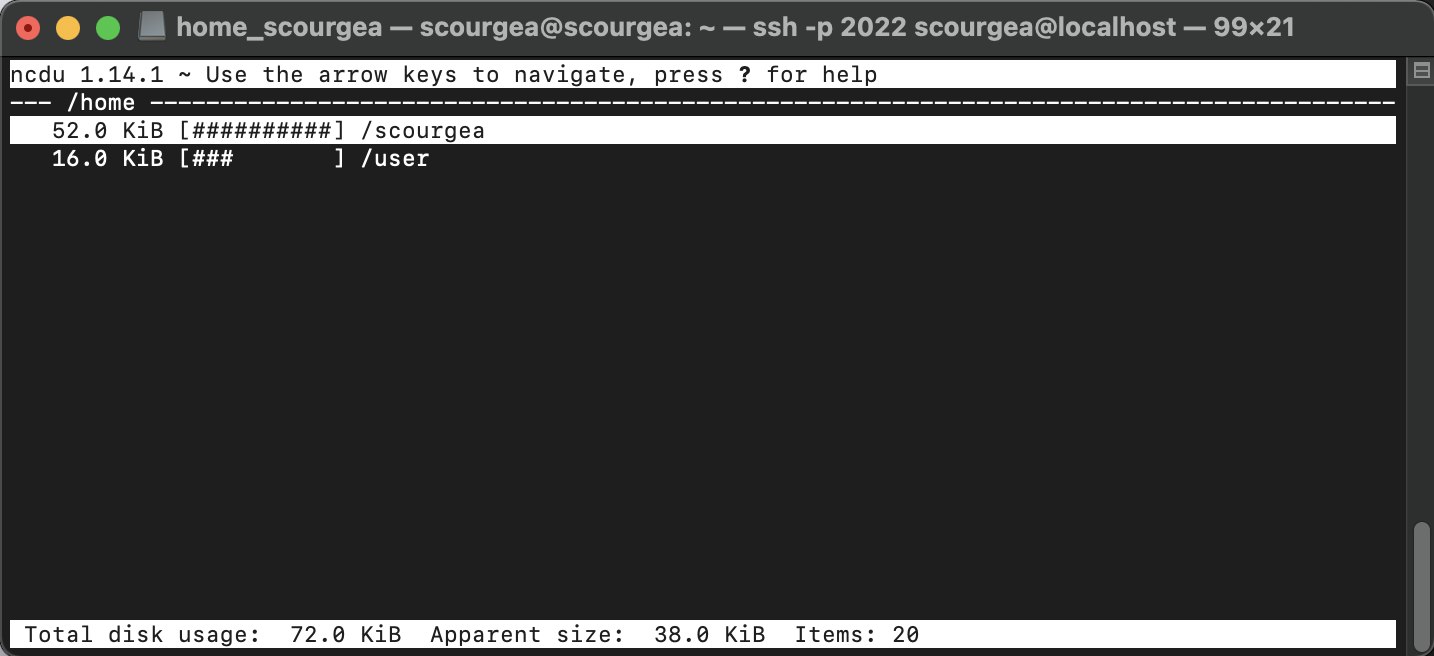 home_scourgea — scourgea@scourgea: ~ — ssh -p 2022 scourgea@localhost — 99×21
ncdu 1.14.1 ~ Use the arrow keys to navigate, press ? for help
--- /home -----------------------------------------------------------------------------------------
   52.0 KiB [##########] /scourgea
   16.0 KiB [###       ] /user
 Total disk usage:  72.0 KiB  Apparent size:  38.0 KiB  Items: 20